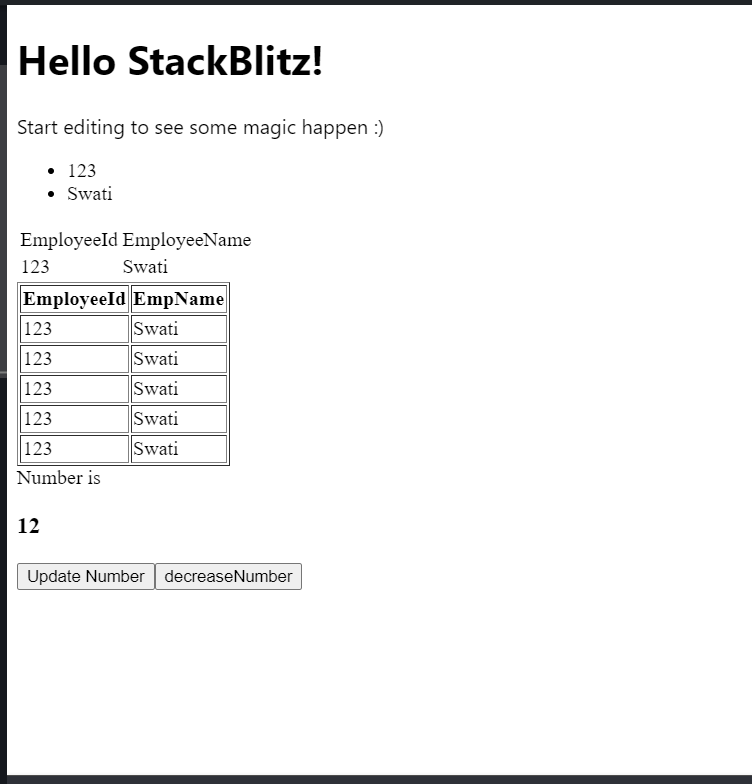 Hello StackBlitz!
Start editing to see some magic happen :)
123
Swati
EmployeeId EmployeeName
123 Swati
EmployeeId EmpName
123 Swati
123 Swati
123 Swati
123 Swati
123 Swati
Number is
12
Update Number decreaseNumber